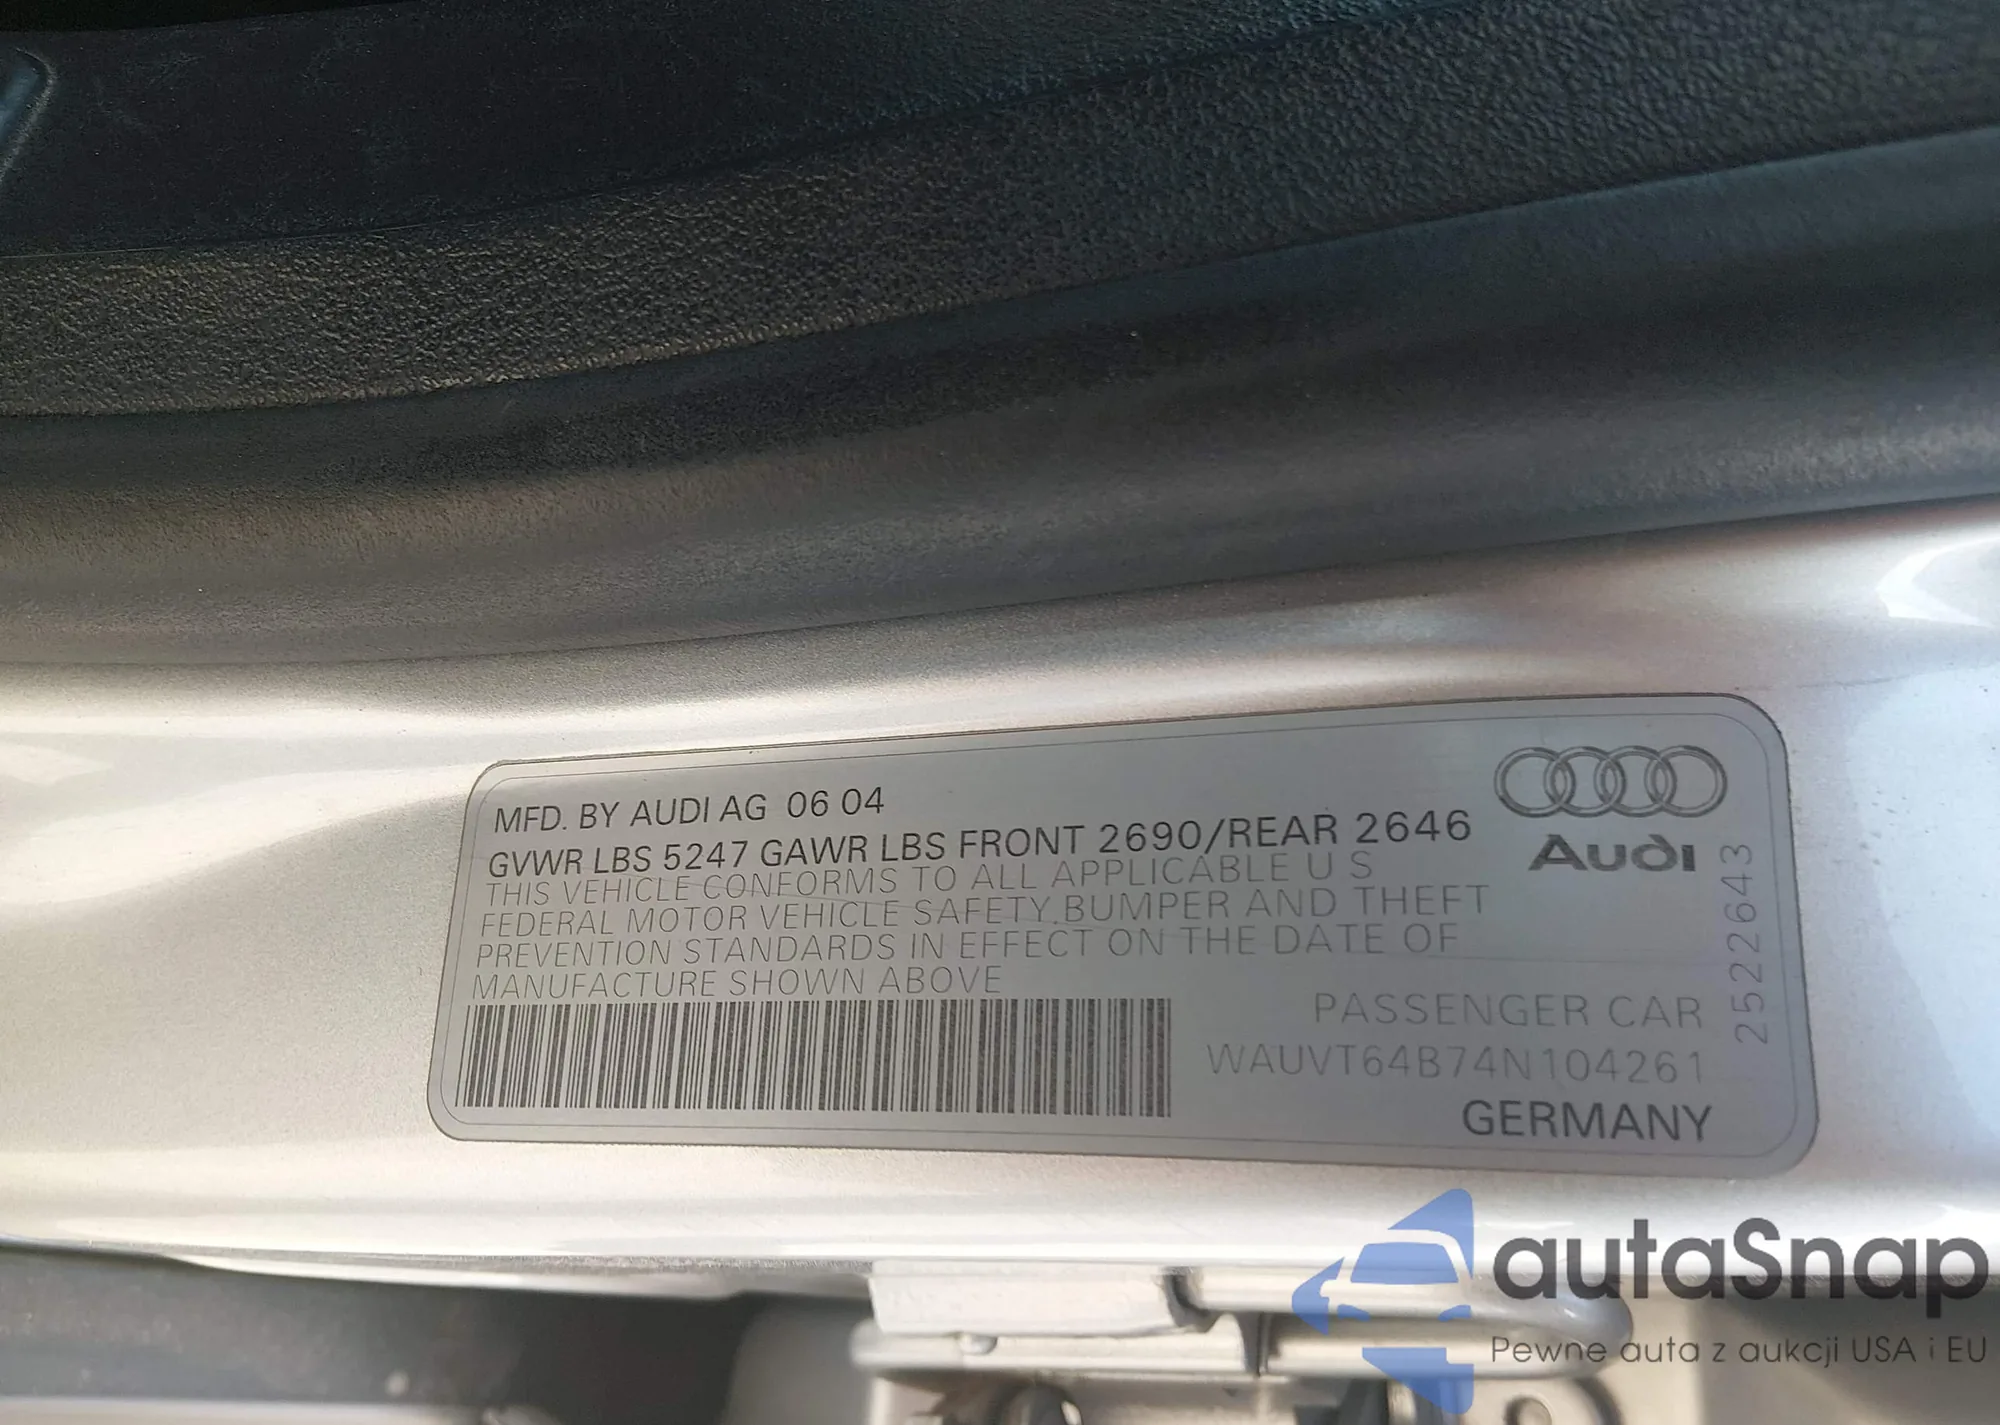 MFD. BY AUDI AG 06 04
GVWR LBS 5247 GAWR LBS FRONT 2690/REAR 2646
THIS VEHICLE CONFORMS TO ALL APPLICABLE U S
FEDERAL MOTOR VEHICLE SAFETY.BUMPER AND THEFT
PREVENTION STANDARDS IN EFFECT ON THE DATE OF
MANUFACTURE SHOWN ABOVE
Audi
2522643
PASSENGER CAR
WAUVT64B74N104261
GERMANY
autaSnap
Pewne auta z aukcji USA i EU